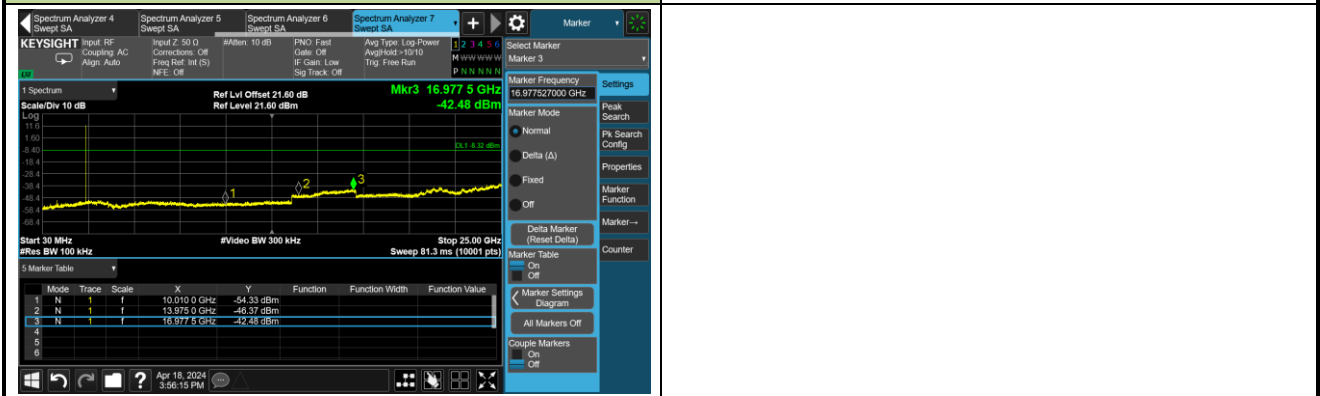 Spectrum Analyzer 4
Swept SA
Spectrum Analyzer 5
Swept SA
Spectrum Analyzer 6
Swept SA
Spectrum Analyzer 7
Swept SA
+
Marker
KEYSIGHT
Input: RF
Coupling: AC
Align: Auto
Input Z: 50 Ω
Corrections: Off
Freq Ref: Int (S)
NFE: Off
#Atten: 10 dB
PNO: Fast
Gate: Off
IF Gain: Low
Sig Track: Off
Avg Type: Log-Power
Avg|Hold:>10/10
Trig: Free Run
1 2 3 4 5 6
M W W W W W
P N N N N N
1 Spectrum
Scale/Div 10 dB
Log
Ref Lvl Offset 21.60 dB
Ref Level 21.60 dBm
Mkr3 16.977 5 GHz
-42.48 dBm
11.6
1.60
-8.40
-18.4
-28.4
-38.4
-48.4
-58.4
-68.4
DL1 -8.32 dBm
1
2
3
Start 30 MHz
#Video BW 300 kHz
Stop 25.00 GHz
#Res BW 100 kHz
Sweep 81.3 ms (10001 pts)
5 Marker Table
Mode Trace Scale X Y Function Function Width Function Value
1 N 1 f 10.010 0 GHz -54.33 dBm
2 N 1 f 13.975 0 GHz -46.37 dBm
3 N 1 f 16.977 5 GHz -42.48 dBm
4
5
6
?
Apr 18, 2024
3:56:15 PM
Select Marker
Marker 3
Marker Frequency
16.977527000 GHz
Marker Mode
Normal
Delta (Δ)
Fixed
Off
Delta Marker
(Reset Delta)
Marker Table
On
Off
Marker Settings
Diagram
All Markers Off
Couple Markers
On
Off
Settings
Peak
Search
Pk Search
Config
Properties
Marker
Function
Marker→
Counter